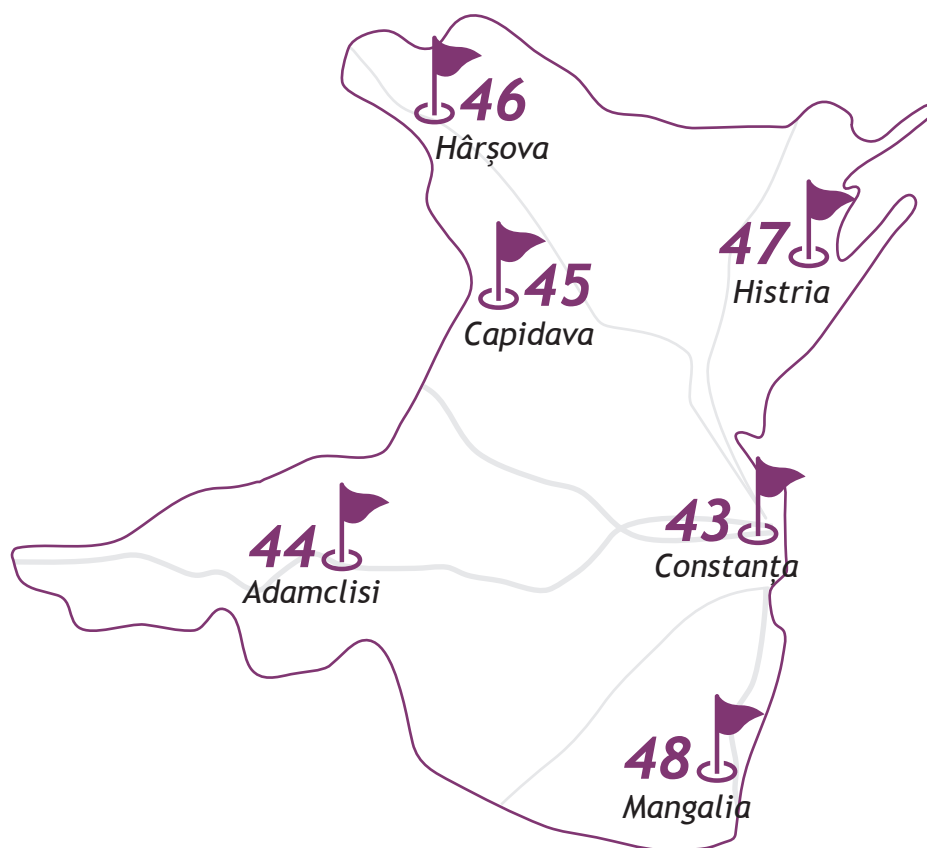 46
Hârșova
47
Histria
45
Capidava
43
Constanța
44
Adamclisi
48
Mangalia